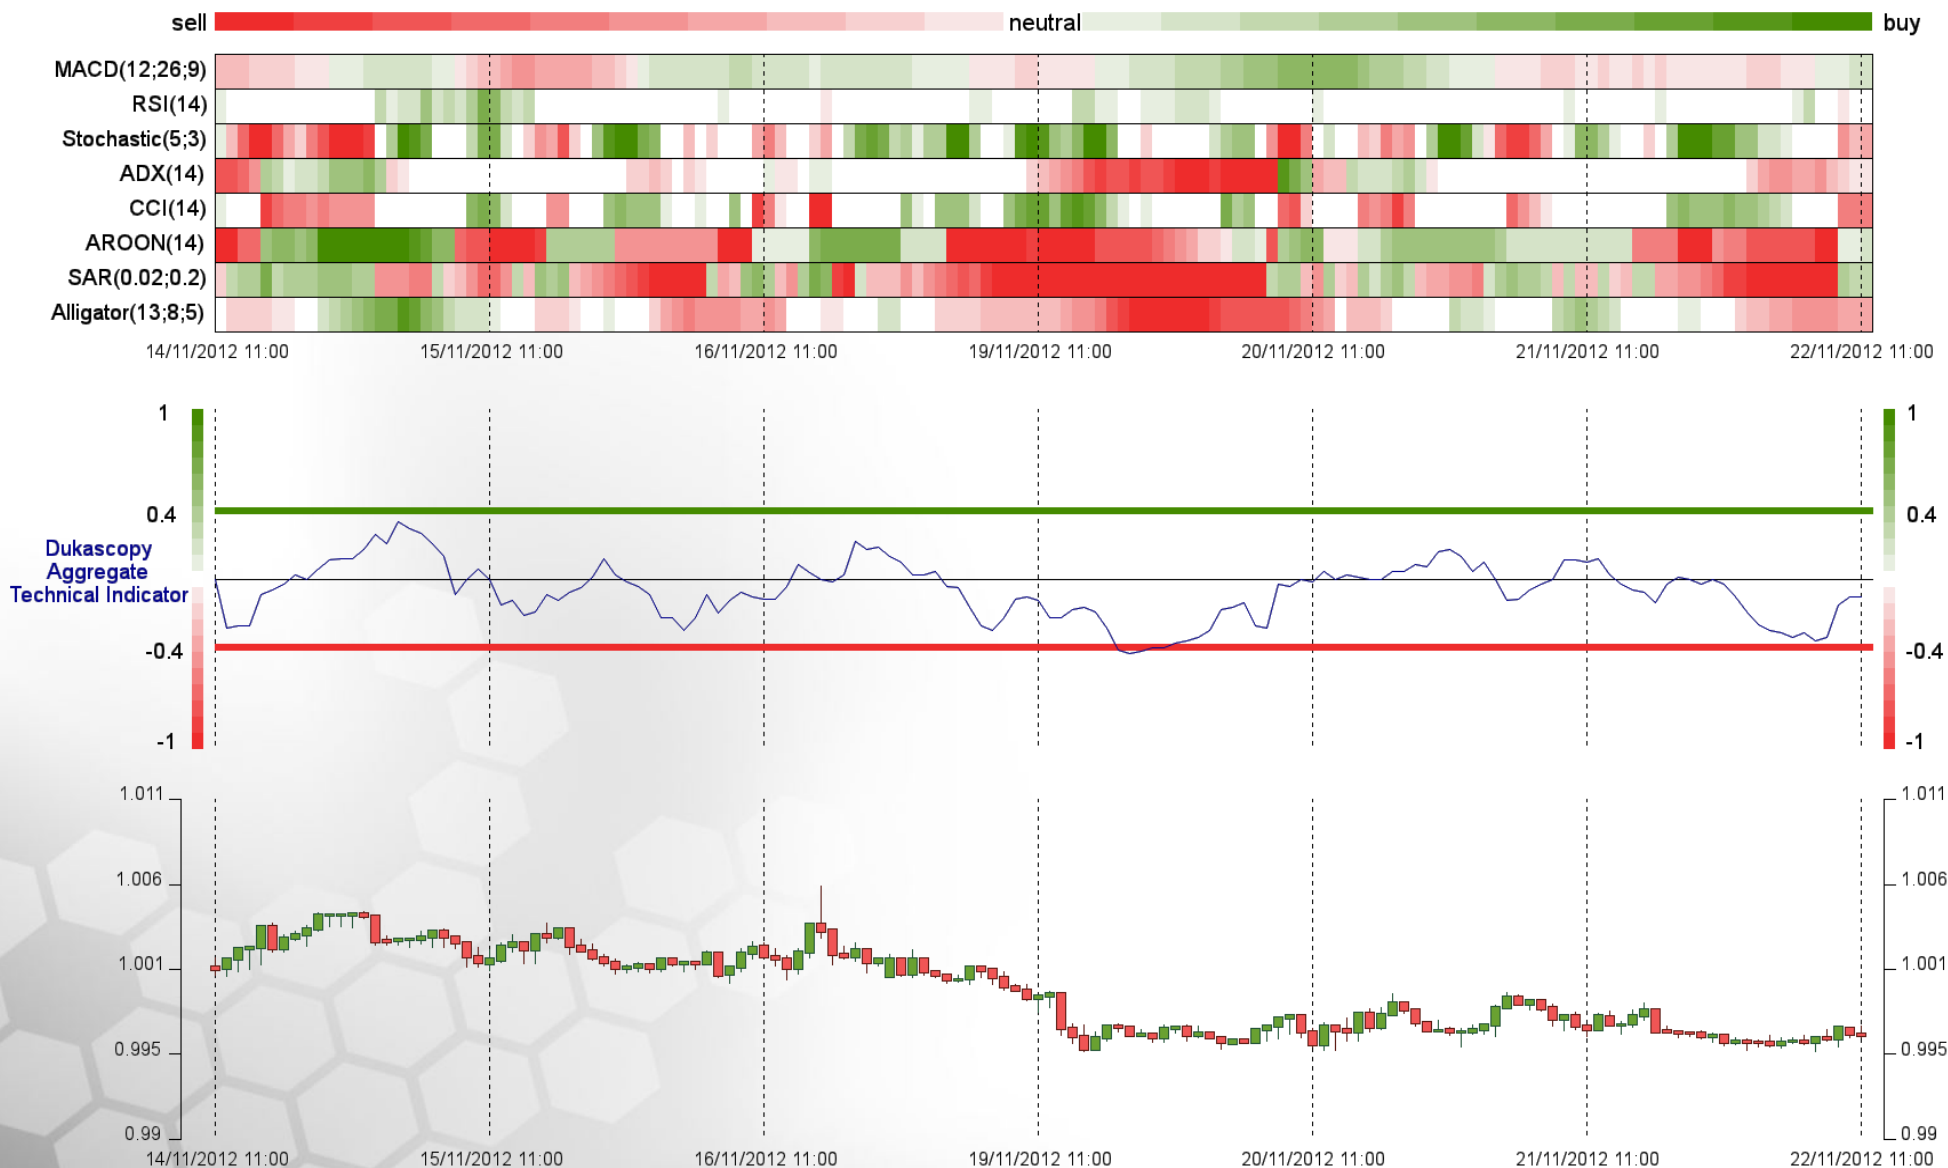 sell neutral buy
MACD(12;26;9)
RSI(14)
Stochastic(5;3)
ADX(14)
CCI(14)
AROON(14)
SAR(0.02;0.2)
Alligator(13;8;5)
14/11/2012 11:00 15/11/2012 11:00 16/11/2012 11:00 19/11/2012 11:00 20/11/2012 11:00 21/11/2012 11:00 22/11/2012 11:00
1 1
0.4 0.4
Dukascopy
Aggregate
Technical Indicator
-0.4 -0.4
-1 -1
1.011 1.011
1.006 1.006
1.001 1.001
0.995 0.995
0.99 0.99
14/11/2012 11:00 15/11/2012 11:00 16/11/2012 11:00 19/11/2012 11:00 20/11/2012 11:00 21/11/2012 11:00 22/11/2012 11:00